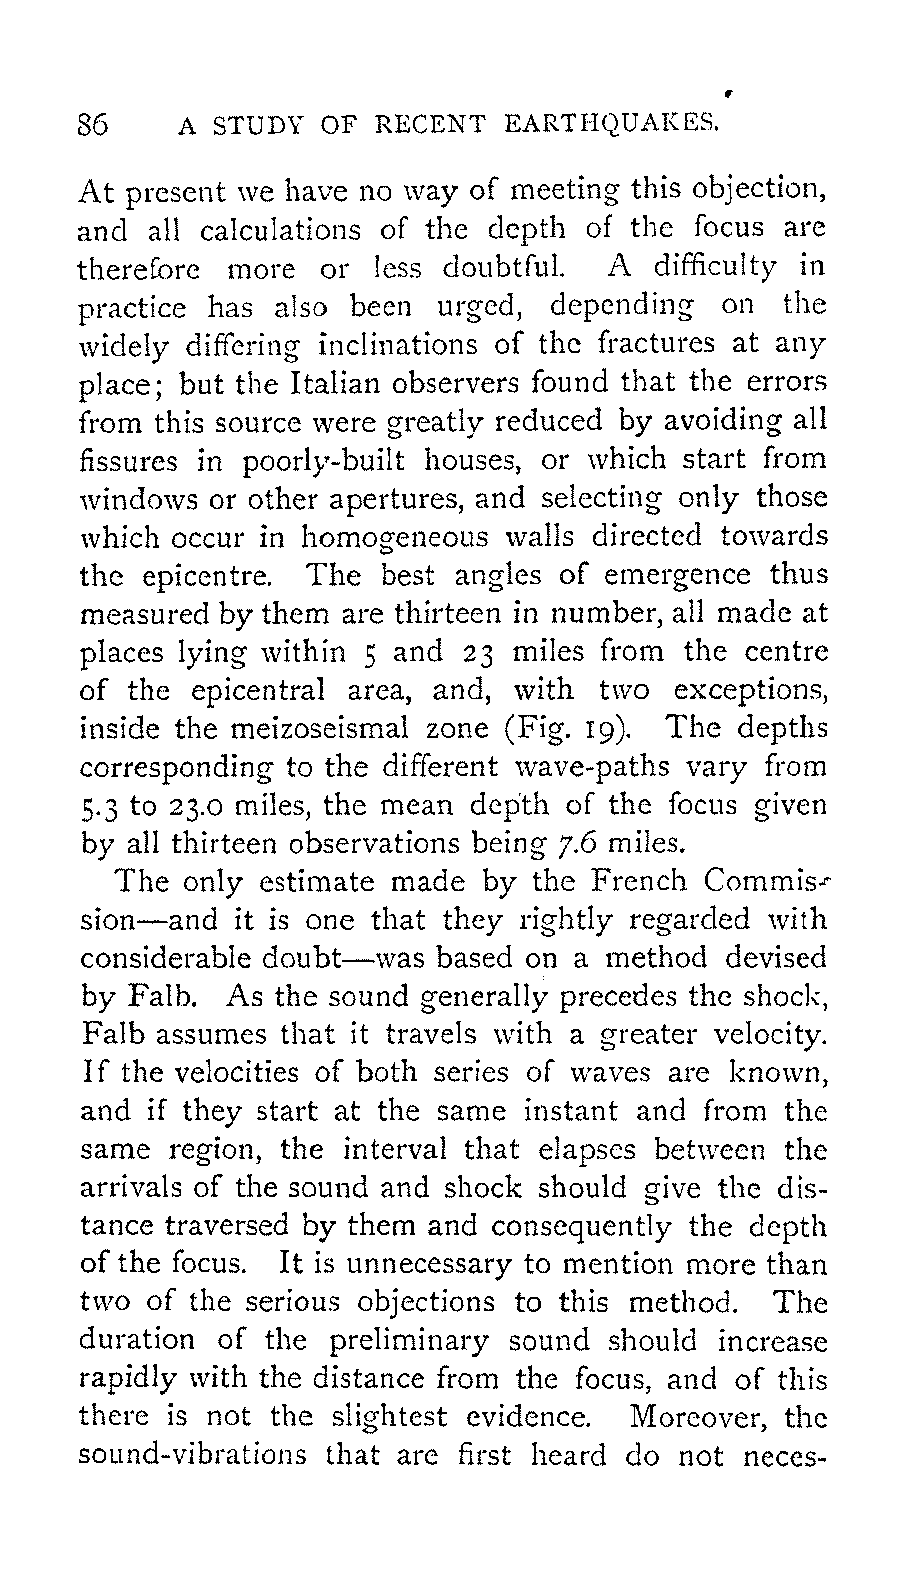 86 A STUDY OF RECENT EARTHQUAKES.
At present we have no way of meeting this objection,
and all calculations of the depth of the focus are
therefore more or less doubtful. A difficulty in
practice has also been urged, depending on the
widely differing inclinations of the fractures at any
place; but the Italian observers found that the errors
from this source were greatly reduced by avoiding all
fissures in poorly-built houses, or which start from
windows or other apertures, and selecting only those
which occur in homogeneous walls directed towards
the epicentre. The best angles of emergence thus
measured by them are thirteen in number, all made at
places lying within 5 and 23 miles from the centre
of the epicentral area, and, with two exceptions,
inside the meizoseismal zone (Fig. 19). The depths
corresponding to the different wave-paths vary from
5.3 to 23.0 miles, the mean depth of the focus given
by all thirteen observations being 7.6 miles.
The only estimate made by the French Commis-
sion—and it is one that they rightly regarded with
considerable doubt—was based on a method devised
by Falb. As the sound generally precedes the shock,
Falb assumes that it travels with a greater velocity.
If the velocities of both series of waves are known,
and if they start at the same instant and from the
same region, the interval that elapses between the
arrivals of the sound and shock should give the dis-
tance traversed by them and consequently the depth
of the focus. It is unnecessary to mention more than
two of the serious objections to this method. The
duration of the preliminary sound should increase
rapidly with the distance from the focus, and of this
there is not the slightest evidence. Moreover, the
sound-vibrations that are first heard do not neces-